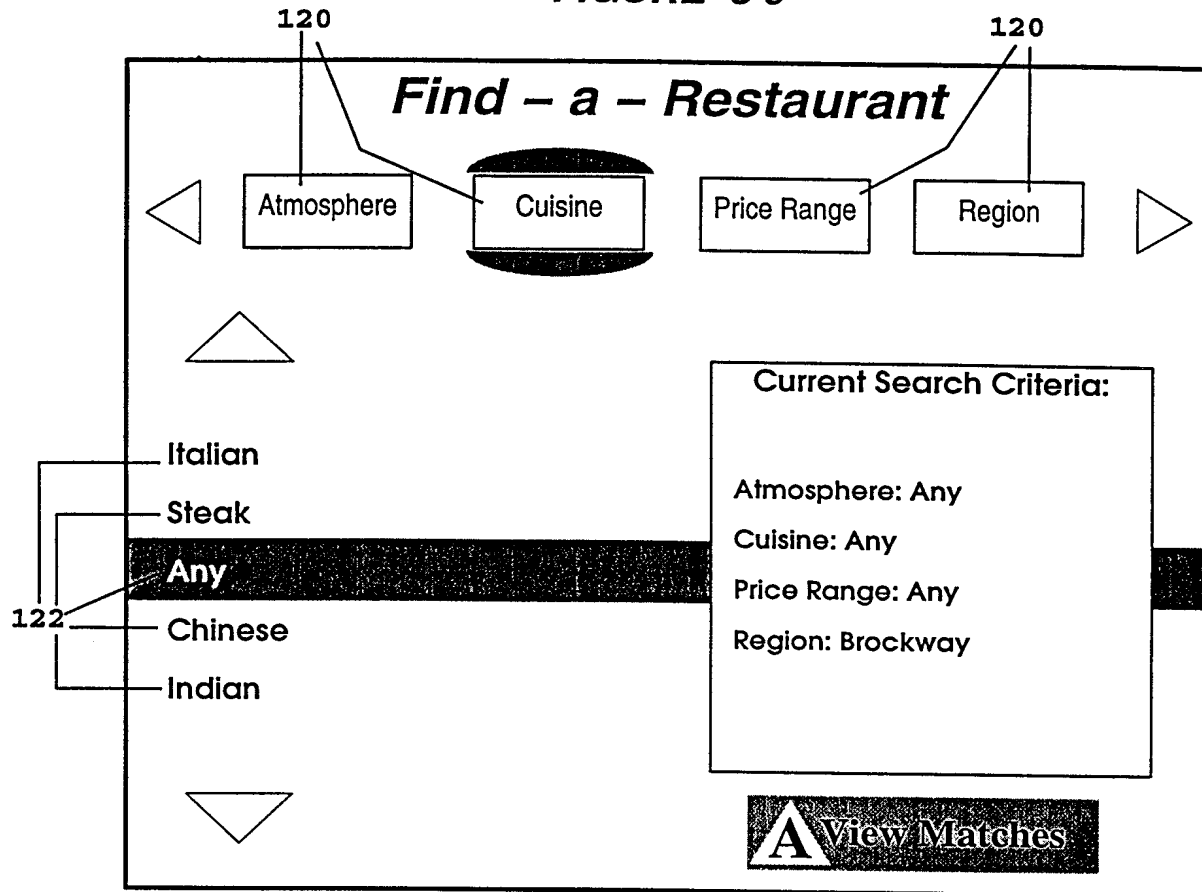 120
120
Find – a – Restaurant
Atmosphere
Cuisine
Price Range
Region
Current Search Criteria:
Italian
Steak
Any
Chinese
Indian
122
Atmosphere: Any
Cuisine: Any
Price Range: Any
Region: Brockway
A View Matches